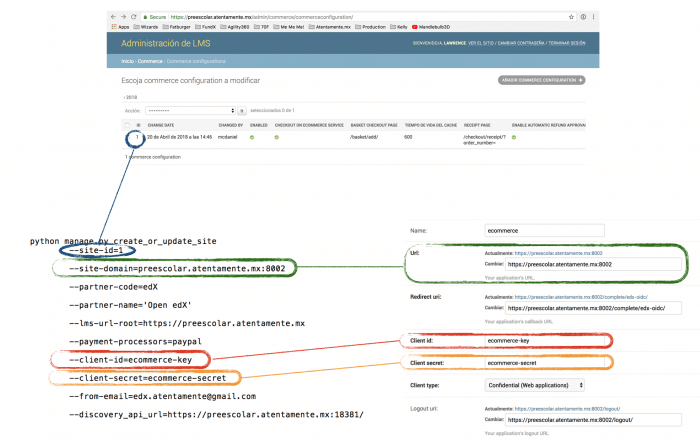 Secure https://preescolar.atentamente.mx/admin/commerce/commerceconfiguration/
Apps Wizards Fatburger FundX Agility360 7EF Me Me Me! Atentamente.mx Production Kelly Mandlebulb3D
Administración de LMS
BIENVENIDO/A, LAWRENCE. VER EL SITIO / CAMBIAR CONTRASEÑA / TERMINAR SESIÓN
Inicio › Commerce › Commerce configurations
Escoja commerce configuration a modificar
AÑADIR COMMERCE CONFIGURATION +
‹ 2018
Acción: --------- Ir seleccionados 0 de 1
ID CHANGE DATE CHANGED BY ENABLED CHECKOUT ON ECOMMERCE SERVICE BASKET CHECKOUT PAGE TIEMPO DE VIDA DEL CACHE RECEIPT PAGE ENABLE AUTOMATIC REFUND APPROVAL
1 20 de Abril de 2018 a las 14:46 mcdaniel /basket/add/ 600 /checkout/receipt/?
order_number=
1 commerce configuration
python manage.py create_or_update_site
--site-id=1
--site-domain=preescolar.atentamente.mx:8002
--partner-code=edX
--partner-name='Open edX'
--lms-url-root=https://preescolar.atentamente.mx
--payment-processors=paypal
--client-id=ecommerce-key
--client-secret=ecommerce-secret
--from-email=edx.atentamente@gmail.com
--discovery_api_url=https://preescolar.atentamente.mx:18381/
Name: ecommerce
Url: Actualmente: https://preescolar.atentamente.mx:8002
Cambiar: https://preescolar.atentamente.mx:8002
Your application's URL.
Redirect uri: Actualmente: https://preescolar.atentamente.mx:8002/complete/edx-oidc/
Cambiar: https://preescolar.atentamente.mx:8002/complete/edx-oidc/
Your application's callback URL.
Client id: ecommerce-key
Client secret: ecommerce-secret
Client type: Confidential (Web applications)
Logout uri: Actualmente: https://preescolar.atentamente.mx:8002/logout/
Cambiar: https://preescolar.atentamente.mx:8002/logout/
Your application's logout URL